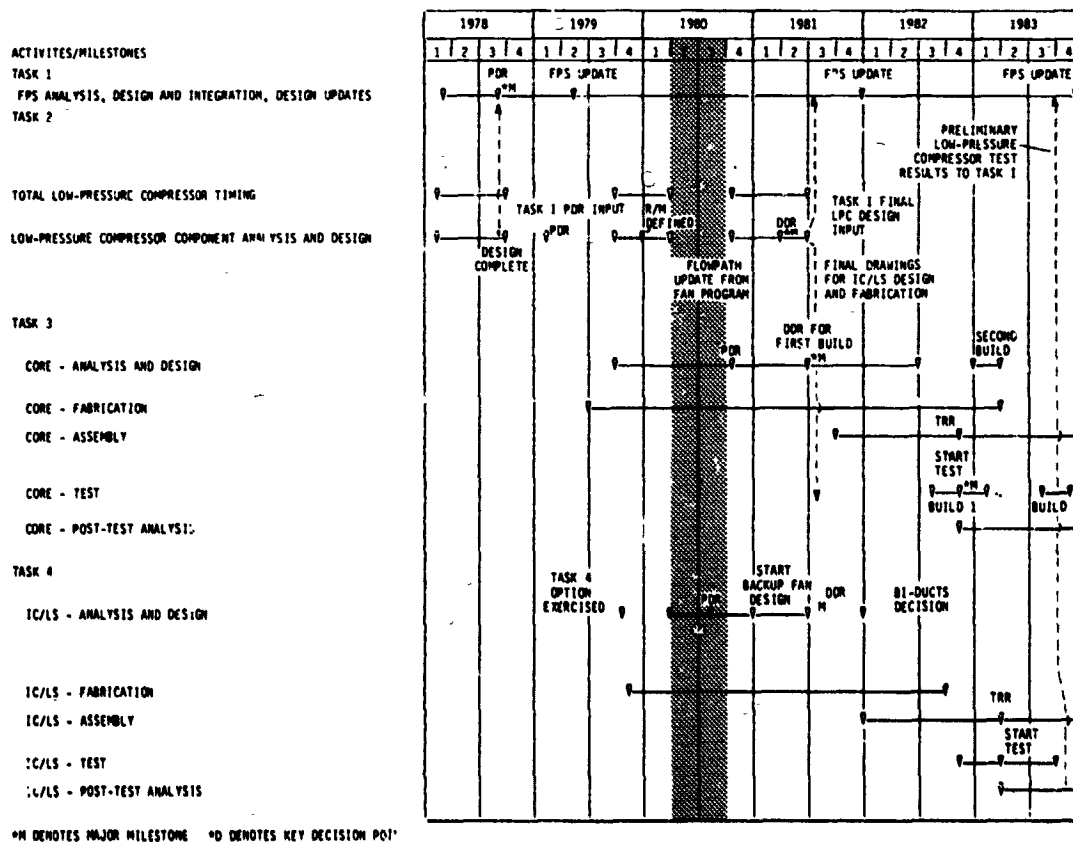 1978 1979 1980 1981 1982 1983
ACTIVITES/MILESTONES 1 2 3 4 1 2 3 4 1 4 1 2 3 4 1 2 3 4 1 2 3 4
TASK 1 PDR FPS UPDATE FPS UPDATE FPS UPDATE
FPS ANALYSIS, DESIGN AND INTEGRATION, DESIGN UPDATES *M
TASK 2
PRELIMINARY
LOW-PRESSURE
COMPRESSOR TEST
RESULTS TO TASK I
TOTAL LOW-PRESSURE COMPRESSOR TIMING
TASK I PDR INPUT R/M
DEFINED
TASK I FINAL
LPC DESIGN
INPUT
LOW-PRESSURE COMPRESSOR COMPONENT ANALYSIS AND DESIGN PDR DDR
*M
DESIGN
COMPLETE
FLOWPATH
UPDATE FROM
FAN PROGRAM
FINAL DRAWINGS
FOR IC/LS DESIGN
AND FABRICATION
TASK 3
DDR FOR
FIRST BUILD
SECOND
BUILD
PDR
CORE - ANALYSIS AND DESIGN *M
CORE - FABRICATION
CORE - ASSEMBLY TRR
START
TEST
CORE - TEST *M
BUILD 1 BUILD
CORE - POST-TEST ANALYSIS
TASK 4
TASK 4
OPTION
EXERCISED
START
BACKUP FAN
DESIGN
PDR DDR
M
BI-DUCTS
DECISION
IC/LS - ANALYSIS AND DESIGN
IC/LS - FABRICATION
TRR
IC/LS - ASSEMBLY
START
TEST
IC/LS - TEST
IC/LS - POST-TEST ANALYSIS
*M DENOTES MAJOR MILESTONE *D DENOTES KEY DECISION POI